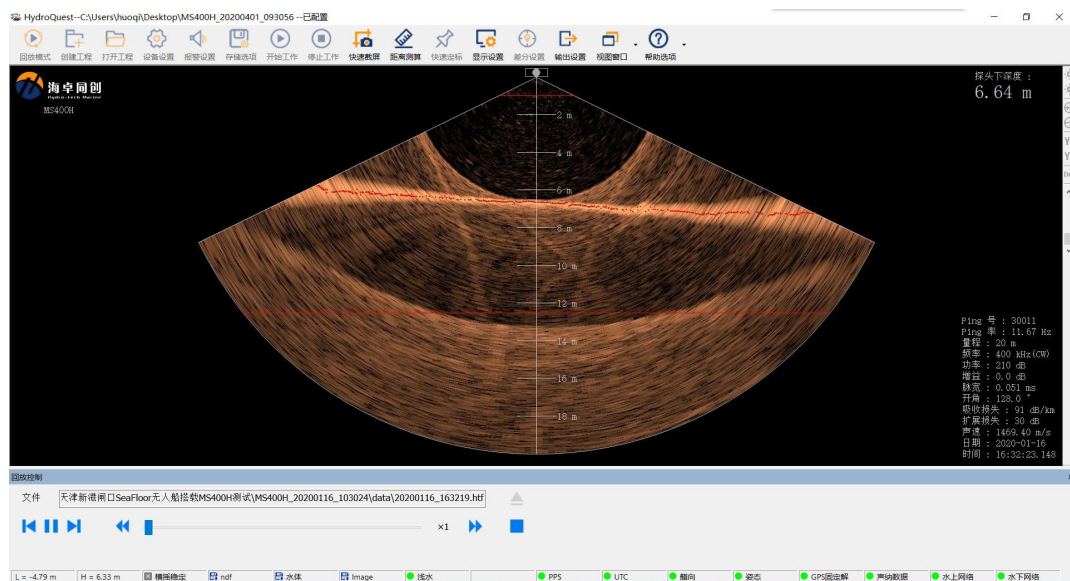 HydroQuest--C:\Users\huoqi\Desktop\MS400H_20200401_093056 --已配置
回放模式 创建工程 打开工程 设备设置 报警设置 存储选项 开始工作 停止工作 快速截屏 距离测算 快速定标 显示设置 差分设置 输出设置 视图窗口 帮助选项
海卓同创
Hydro-tech Marine
MS400H
探头下深度 :
6.64 m
2 m
4 m
6 m
8 m
10 m
12 m
14 m
16 m
18 m
Ping 号 : 30011
Ping 率 : 11.67 Hz
量程 : 20 m
频率 : 400 kHz(CW)
功率 : 210 dB
增益 : 0.0 dB
脉宽 : 0.051 ms
开角 : 128.0 °
吸收损失 : 91 dB/km
扩展损失 : 30 dB
声速 : 1469.40 m/s
日期 : 2020-01-16
时间 : 16:32:23.148
回放控制
文件 天津新港闸口SeaFloor无人船搭载MS400H测试\MS400H_20200116_103024\data\20200116_163219.htf
×1
L = -4.79 m H = 6.33 m 横摇稳定 ndf 水体 Image 浅水 PPS UTC 艏向 姿态 GPS固定解 声纳数据 水上网络 水下网络